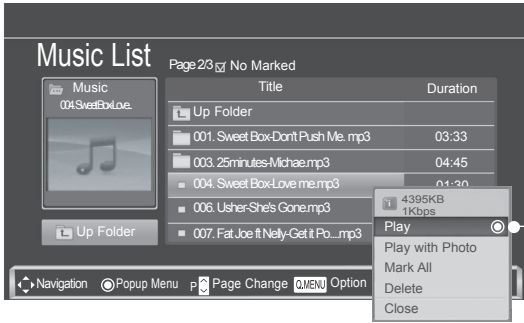 Music List
Page 2/3 No Marked
Music
004.SweetBoxLove..
Up Folder
Title Duration
Up Folder
001. Sweet Box-Don't Push Me. mp3 03:33
003. 25minutes-Michae.mp3 04:45
004. Sweet Box-Love me.mp3 01:30
006. Usher-She's Gone.mp3
007. Fat Joe ft Nelly-Get it Po....mp3
4395KB
1Kbps
Play
Play with Photo
Mark All
Delete
Close
Navigation Popup Menu P Page Change Q.MENU Option